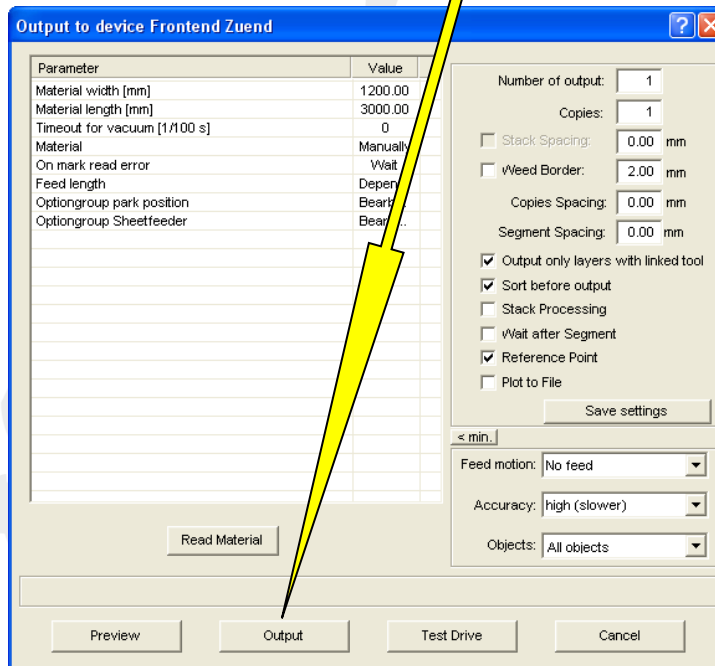 Output to device Frontend Zuend
Parameter Value
Material width [mm] 1200.00
Material length [mm] 3000.00
Timeout for vacuum [1/100 s] 0
Material Manually
On mark read error Wait
Feed length Depen
Optiongroup park position Bearb
Optiongroup Sheetfeeder Bear
Read Material
Number of output: 1
Copies: 1
Stack Spacing: 0.00 mm
Weed Border: 2.00 mm
Copies Spacing: 0.00 mm
Segment Spacing: 0.00 mm
Output only layers with linked tool
Sort before output
Stack Processing
Wait after Segment
Reference Point
Plot to File
Save settings
< min.
Feed motion: No feed
Accuracy: high (slower)
Objects: All objects
Preview Output Test Drive Cancel